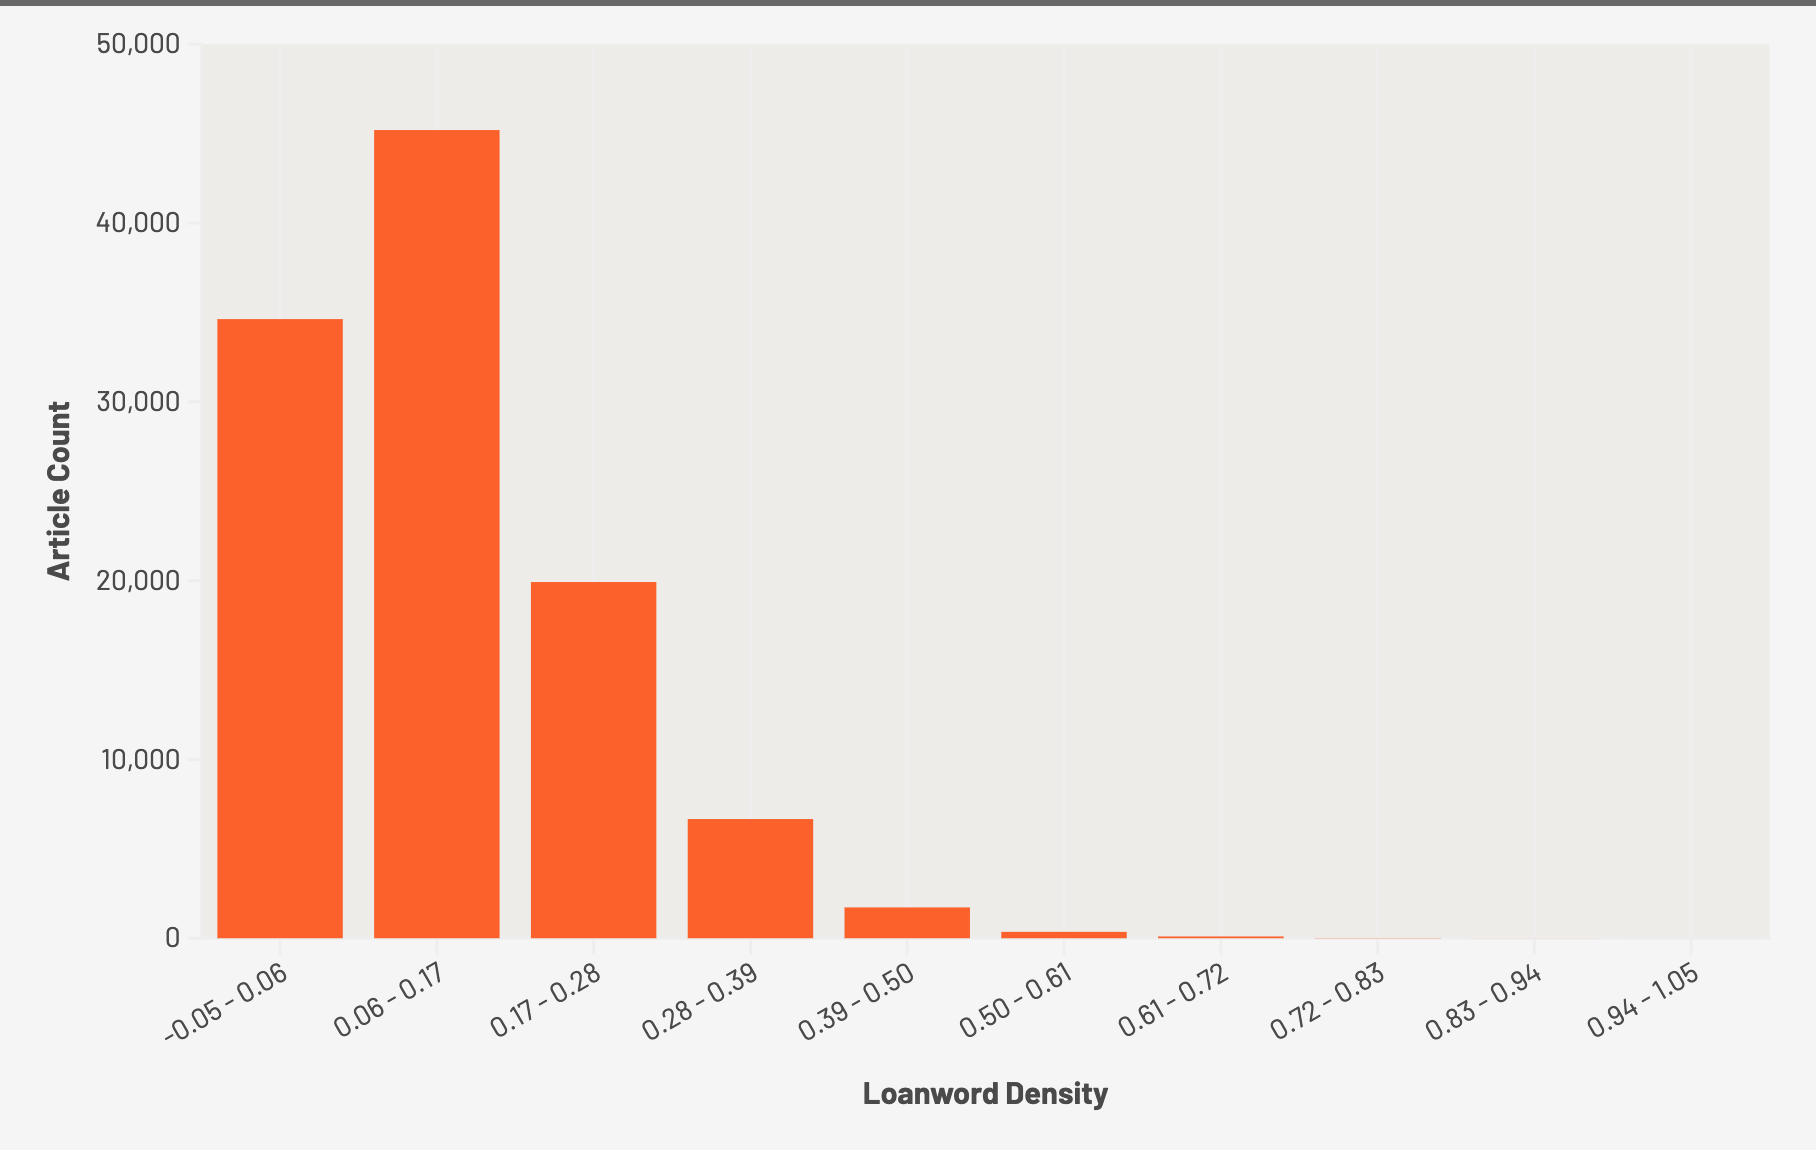 50,000
40,000
30,000
20,000
10,000
0
Article Count
-0.05 - 0.06
0.06 - 0.17
0.17 - 0.28
0.28 - 0.39
0.39 - 0.50
0.50 - 0.61
0.61 - 0.72
0.72 - 0.83
0.83 - 0.94
0.94 - 1.05
Loanword Density